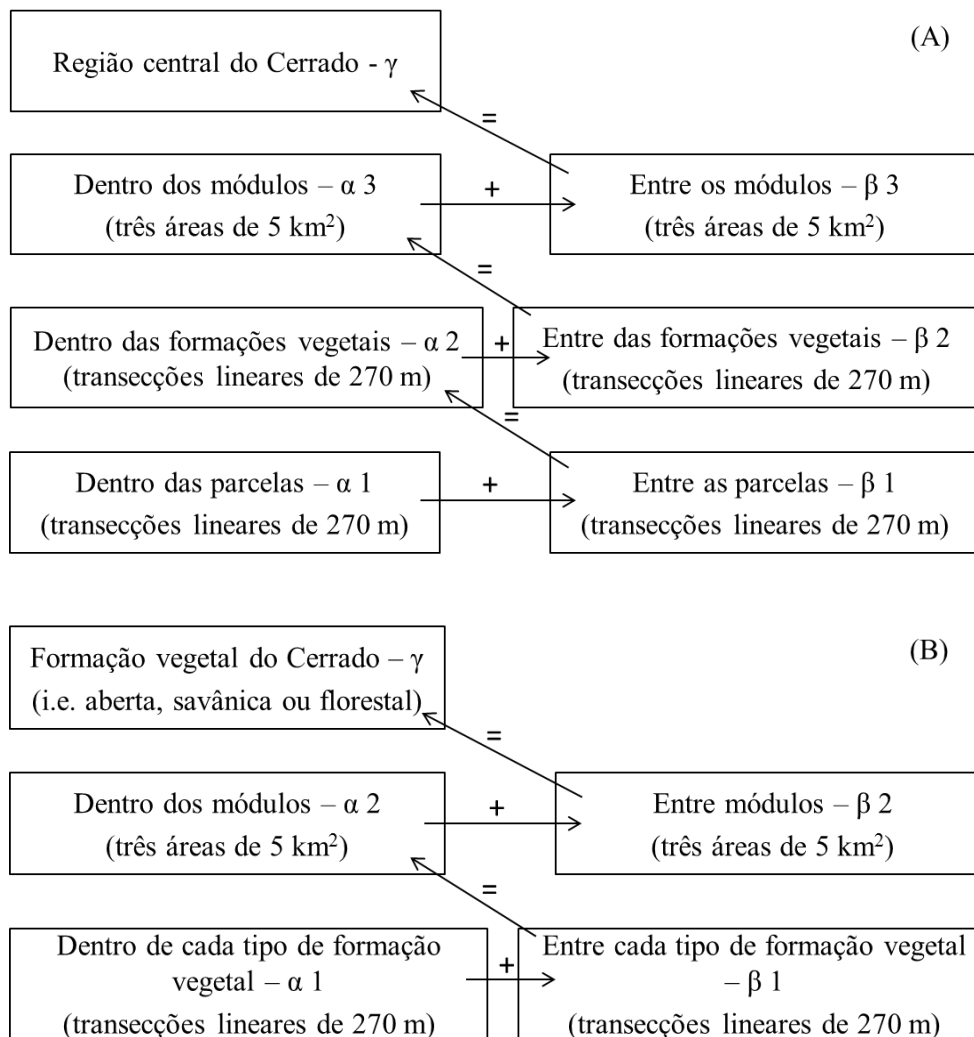 (A)
Região central do Cerrado - γ
=
Dentro dos módulos – α 3
(três áreas de 5 km²)
+
Entre os módulos – β 3
(três áreas de 5 km²)
=
Dentro das formações vegetais – α 2
(transecções lineares de 270 m)
+
Entre das formações vegetais – β 2
(transecções lineares de 270 m)
=
Dentro das parcelas – α 1
(transecções lineares de 270 m)
+
Entre as parcelas – β 1
(transecções lineares de 270 m)
(B)
Formação vegetal do Cerrado – γ
(i.e. aberta, savânica ou florestal)
=
Dentro dos módulos – α 2
(três áreas de 5 km²)
+
Entre módulos – β 2
(três áreas de 5 km²)
=
Dentro de cada tipo de formação
vegetal – α 1
(transecções lineares de 270 m)
+
Entre cada tipo de formação vegetal
– β 1
(transecções lineares de 270 m)